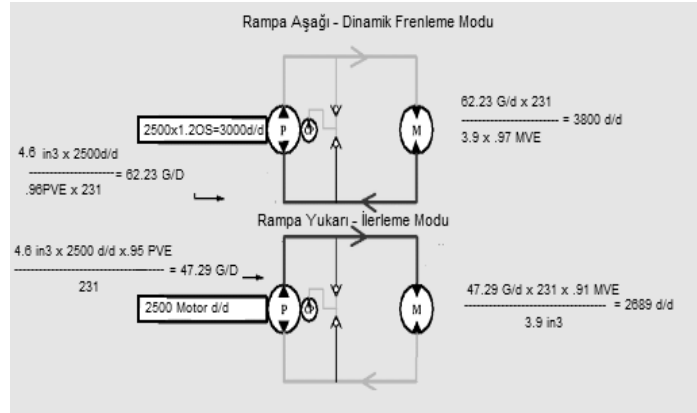 Rampa Aşağı - Dinamik Frenleme Modu
62.23 G/d x 231
= 3800 d/d
3.9 x .97 MVE
2500x1.2OS=3000d/d
P
M
4.6 in3 x 2500d/d
= 62.23 G/D
.96PVE x 231
Rampa Yukarı - İlerleme Modu
4.6 in3 x 2500 d/d x.95 PVE
= 47.29 G/D
231
2500 Motor d/d
P
M
47.29 G/d x 231 x .91 MVE
= 2689 d/d
3.9 in3